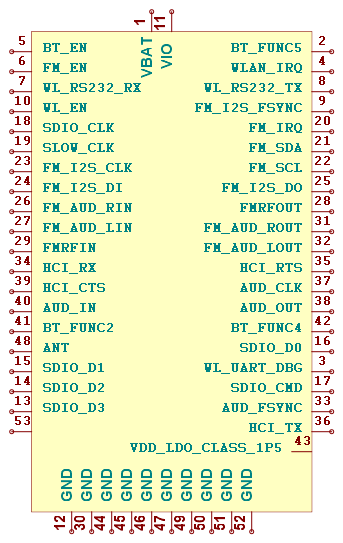 1 11
VBAT VIO
5 BT_EN BT_FUNC5 2
6 FM_EN WLAN_IRQ 4
7 WL_RS232_RX WL_RS232_TX 8
10 WL_EN FM_I2S_FSYNC 9
18 SDIO_CLK FM_IRQ 20
19 SLOW_CLK FM_SDA 21
23 FM_I2S_CLK FM_SCL 22
24 FM_I2S_DI FM_I2S_DO 25
26 FM_AUD_RIN FMRFOUT 28
27 FM_AUD_LIN FM_AUD_ROUT 31
29 FMRFIN FM_AUD_LOUT 32
34 HCI_RX HCI_RTS 35
39 HCI_CTS AUD_CLK 37
40 AUD_IN AUD_OUT 38
41 BT_FUNC2 BT_FUNC4 42
48 ANT SDIO_D0 16
15 SDIO_D1 WL_UART_DBG 3
14 SDIO_D2 SDIO_CMD 17
13 SDIO_D3 AUD_FSYNC 33
53 HCI_TX 36
VDD_LDO_CLASS_1P5 43
GND GND GND GND GND GND GND GND GND GND
12 30 44 45 46 47 49 50 51 52